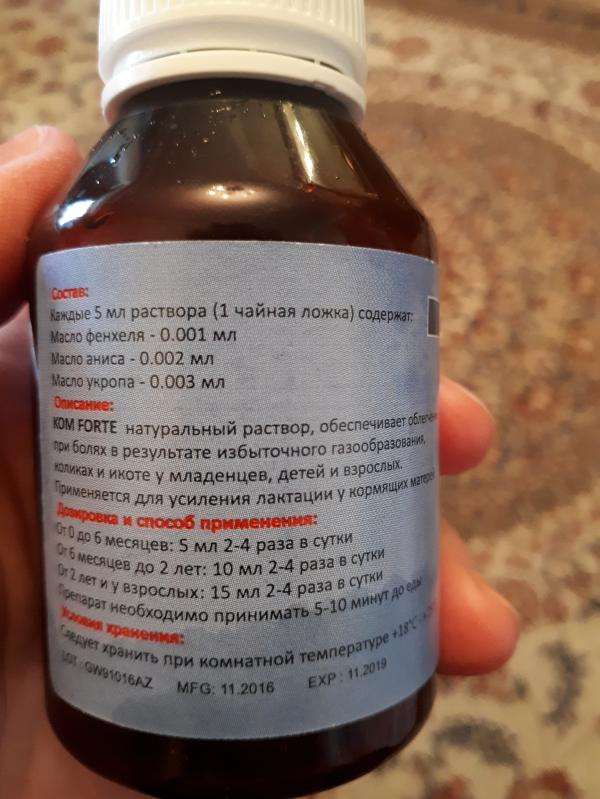 Состав:
Каждые 5 мл раствора (1 чайная ложка) содержат:
Масло фенхеля - 0.001 мл
Масло аниса - 0.002 мл
Масло укропа - 0.003 мл
Описание:
KOM FORTE натуральный раствор, обеспечивает
при болях в результате избыточного газообразования,
коликах и икоте у младенцев, детей и взрослых.
Применяется для усиления лактации у кормящих
Дозировка и способ применения:
От 0 до 6 месяцев: 5 мл 2-4 раза в сутки
От 6 месяцев до 2 лет: 10 мл 2-4 раза в сутки
От 2 лет и у взрослых: 15 мл 2-4 раза в сутки
Препарат необходимо принимать 5-10 минут до еды
Условия хранения:
Следует хранить при комнатной температуре +18°C
LOT : GW91016AZ MFG: 11.2016 EXP : 11.2019